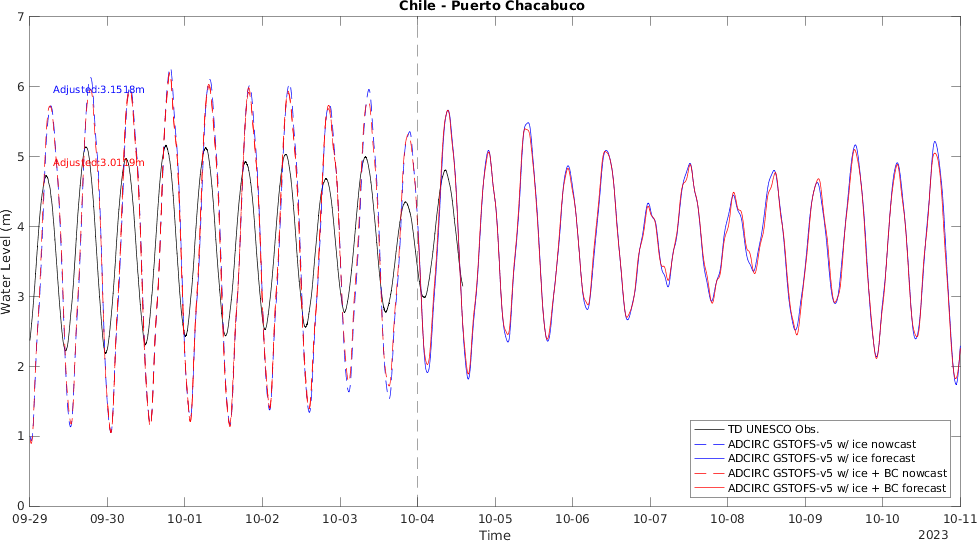 Chile - Puerto Chacabuco
7
6
5
4
3
2
1
0
Water Level (m)
Adjusted:3.1518m
Adjusted:3.0119m
TD UNESCO Obs.
ADCIRC GSTOFS-v5 w/ ice nowcast
ADCIRC GSTOFS-v5 w/ ice forecast
ADCIRC GSTOFS-v5 w/ ice + BC nowcast
ADCIRC GSTOFS-v5 w/ ice + BC forecast
09-29 09-30 10-01 10-02 10-03 10-04 10-05 10-06 10-07 10-08 10-09 10-10 10-11
Time
2023